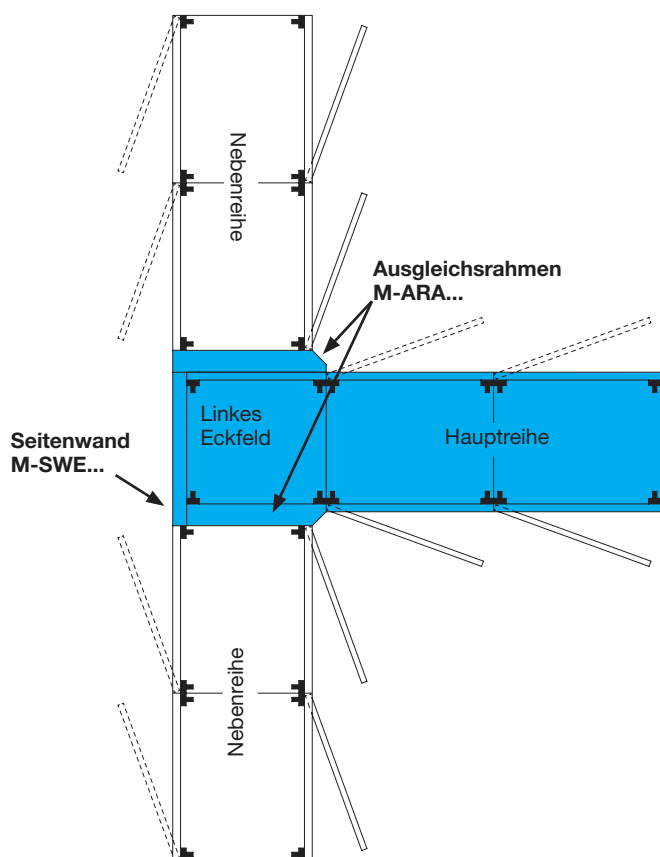 Nebenreihe
Ausgleichsrahmen
M-ARA...
Linkes
Eckfeld
Hauptreihe
Seitenwand
M-SWE...
Nebenreihe